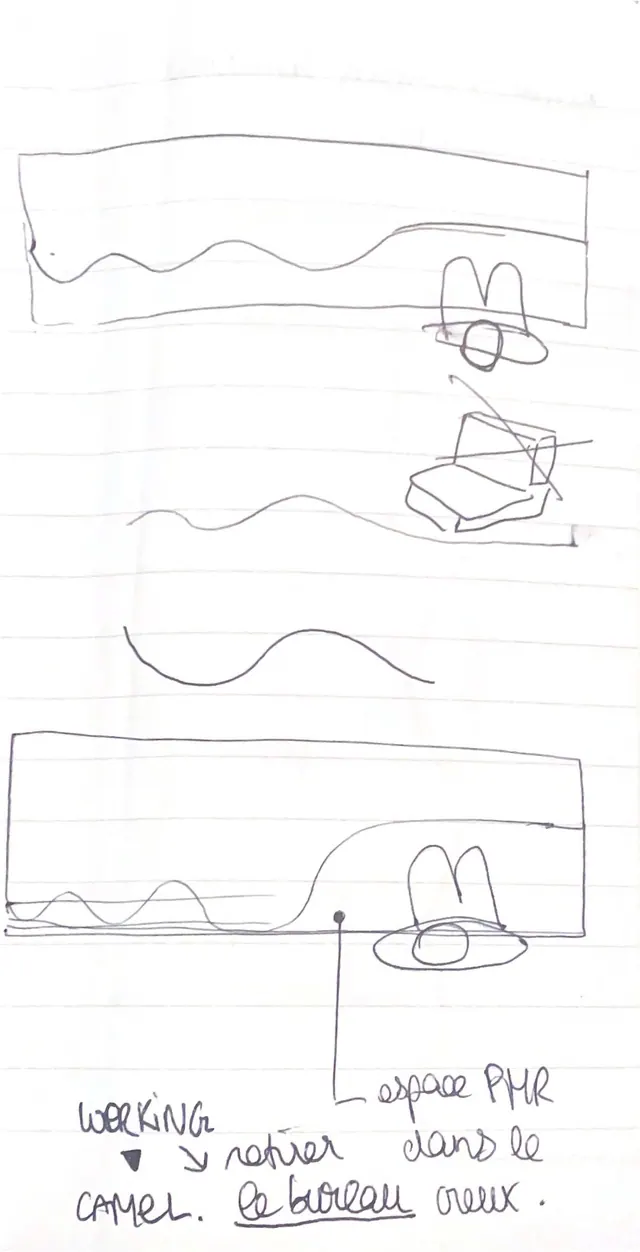 espace PMR
WORKING
↘ retirer dans le
▼
CAMEL. le bureau creux.